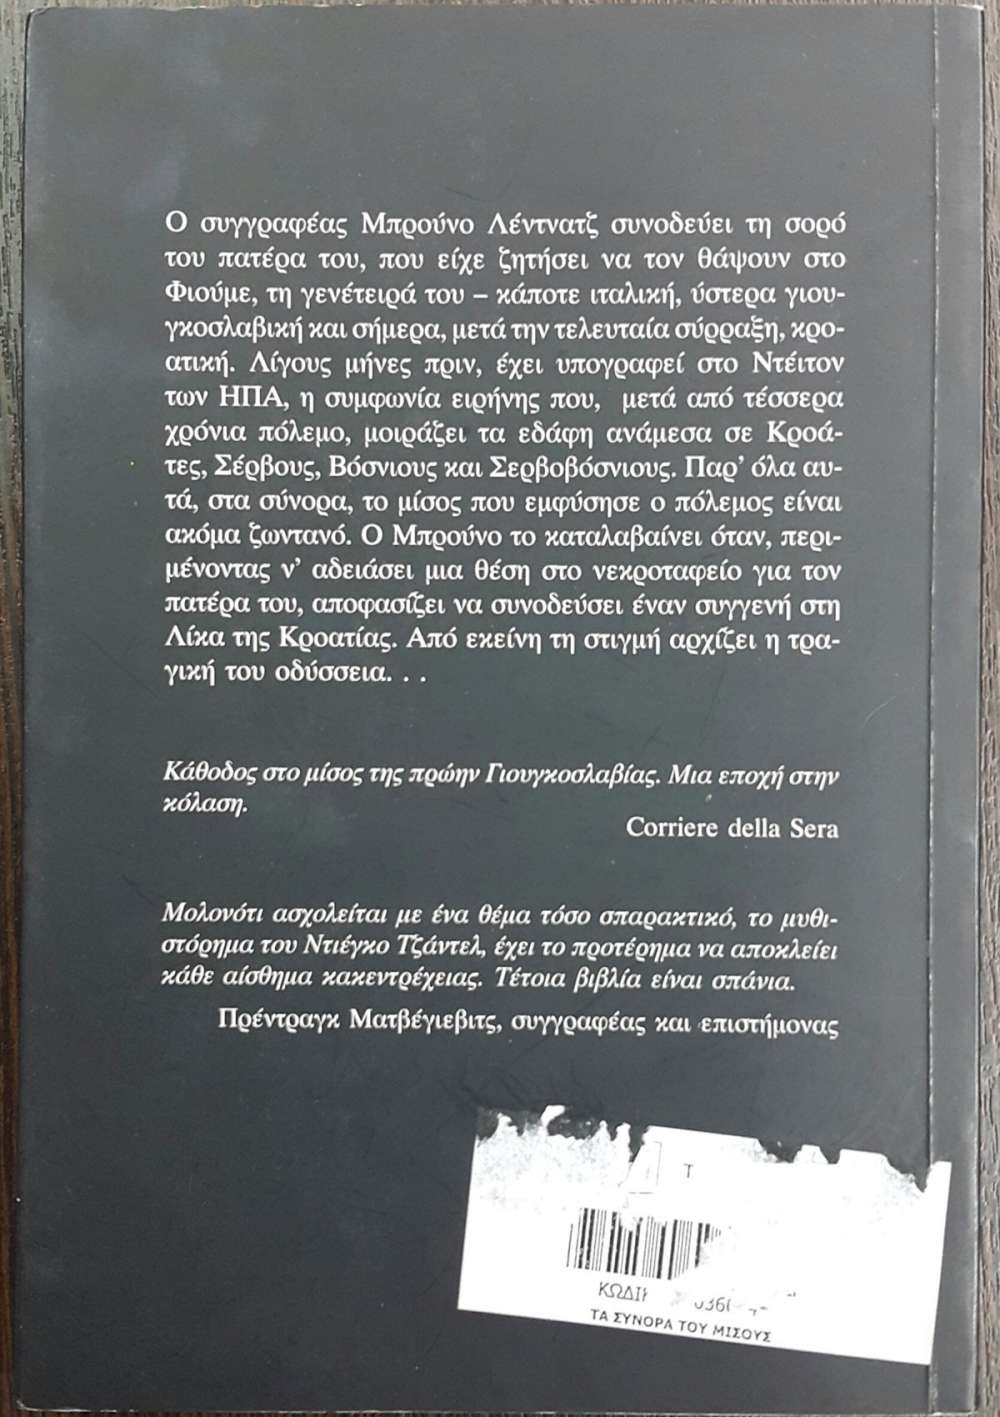 Ο συγγραφέας Μπρούνο Λέντνατζ συνοδεύει τη σορό
του πατέρα του, που είχε ζητήσει να τον θάψουν στο
Φιούμε, τη γενέτειρά του – κάποτε ιταλική, ύστερα γιου-
γκοσλαβική και σήμερα, μετά την τελευταία σύρραξη, κρο-
ατική. Λίγους μήνες πριν, έχει υπογραφεί στο Ντέιτον
των ΗΠΑ, η συμφωνία ειρήνης που, μετά από τέσσερα
χρόνια πόλεμο, μοιράζει τα εδάφη ανάμεσα σε Κροά-
τες, Σέρβους, Βόσνιους και Σερβοβόσνιους. Παρ’ όλα αυ-
τά, στα σύνορα, το μίσος που εμφύσησε ο πόλεμος είναι
ακόμα ζωντανό. Ο Μπρούνο το καταλαβαίνει όταν, περι-
μένοντας ν’ αδειάσει μια θέση στο νεκροταφείο για τον
πατέρα του, αποφασίζει να συνοδεύσει έναν συγγενή στη
Λίκα της Κροατίας. Από εκείνη τη στιγμή αρχίζει η τρα-
γική του οδύσσεια. . .
Κάθοδος στο μίσος της πρώην Γιουγκοσλαβίας. Μια εποχή στην
κόλαση.
Corriere della Sera
Μολονότι ασχολείται με ένα θέμα τόσο σπαρακτικό, το μυθι-
στόρημα του Ντιέγκο Τζάντελ, έχει το προτέρημα να αποκλείει
κάθε αίσθημα κακεντρέχειας. Τέτοια βιβλία είναι σπάνια.
Πρέντραγκ Ματβέγιεβιτς, συγγραφέας και επιστήμονας
Τ
ΤΑ ΣΥΝΟΡΑ ΤΟΥ ΜΙΣΟΥΣ